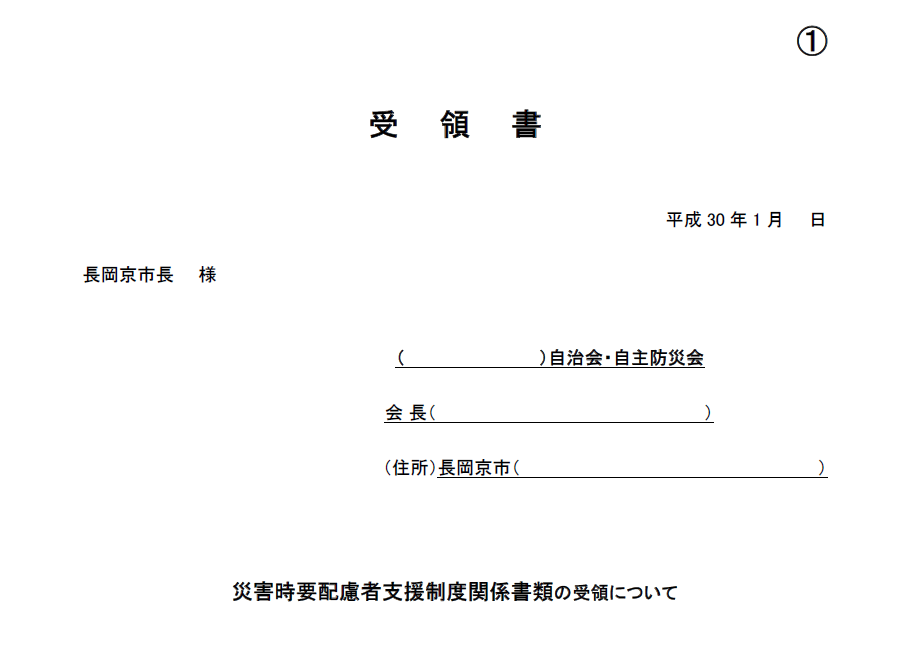 ①
受　領　書
平成 30 年 1 月　日
長岡京市長　様
（　　　　　　　）自治会・自主防災会
会 長（　　　　　　　　　　　　　　）
（住所）長岡京市（　　　　　　　　　　　　　　　　）
災害時要配慮者支援制度関係書類の受領について